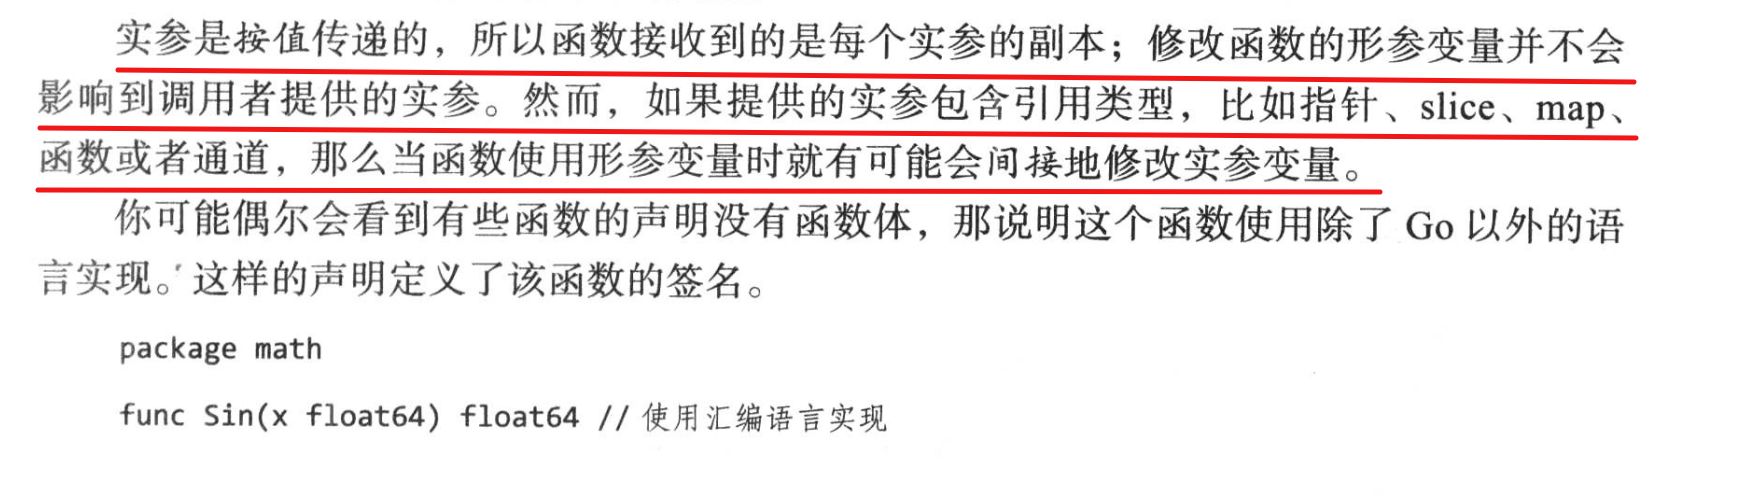 实参是按值传递的，所以函数接收到的是每个实参的副本；修改函数的形参变量并不会
影响到调用者提供的实参。然而，如果提供的实参包含引用类型，比如指针、slice、map、
函数或者通道，那么当函数使用形参变量时就有可能会间接地修改实参变量。
你可能偶尔会看到有些函数的声明没有函数体，那说明这个函数使用除了 Go 以外的语
言实现。这样的声明定义了该函数的签名。
package math
func Sin(x float64) float64 // 使用汇编语言实现